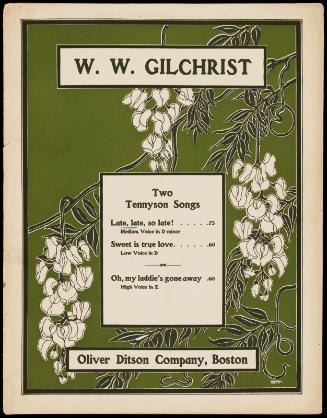 W. W. GILCHRIST
Two
Tennyson Songs
Late, late, so late! . . . . . .75
Medium Voice in D minor
Sweet is true love . . . . . .60
Low Voice in D
Oh, my laddie's gone away .60
High Voice in E
Oliver Ditson Company, Boston